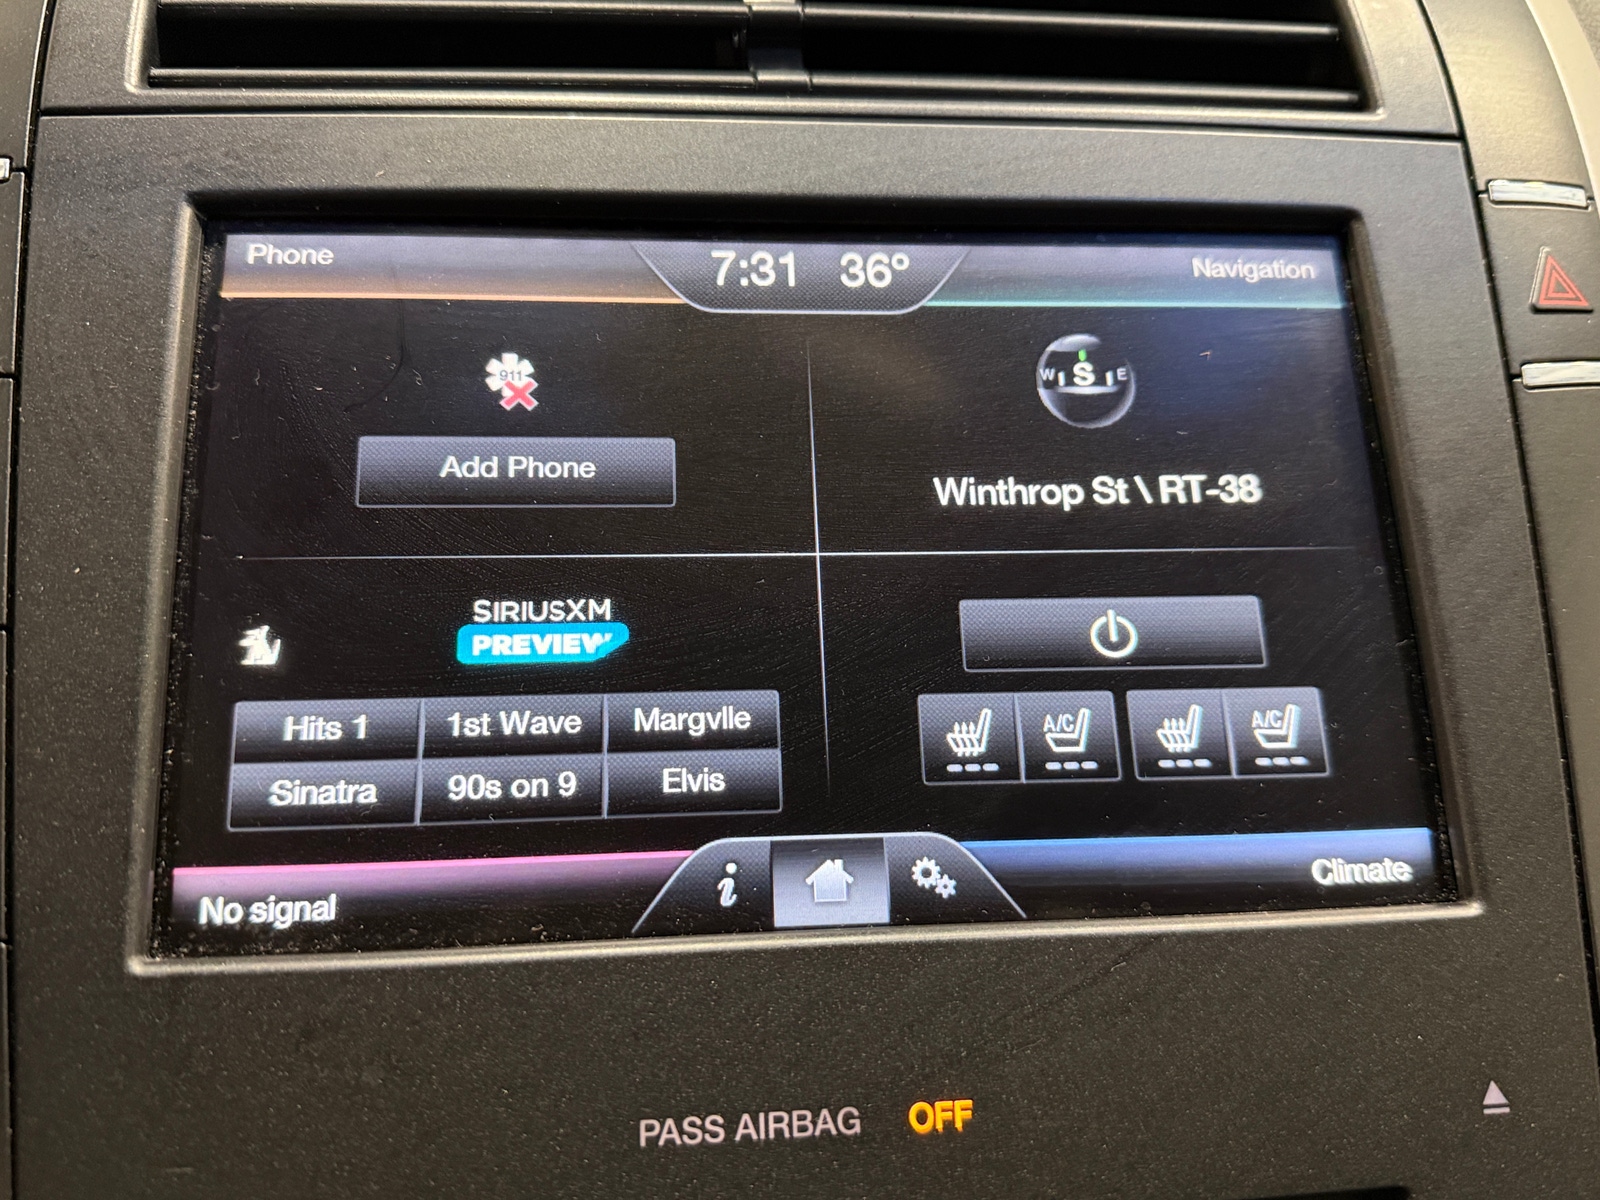 Phone
7:31 36°
Navigation
911
W S E
Add Phone
Winthrop St \ RT-38
SIRIUSXM
PREVIEW
Hits 1 1st Wave Margvlle
Sinatra 90s on 9 Elvis
A/C A/C
No signal
i
Climate
PASS AIRBAG OFF